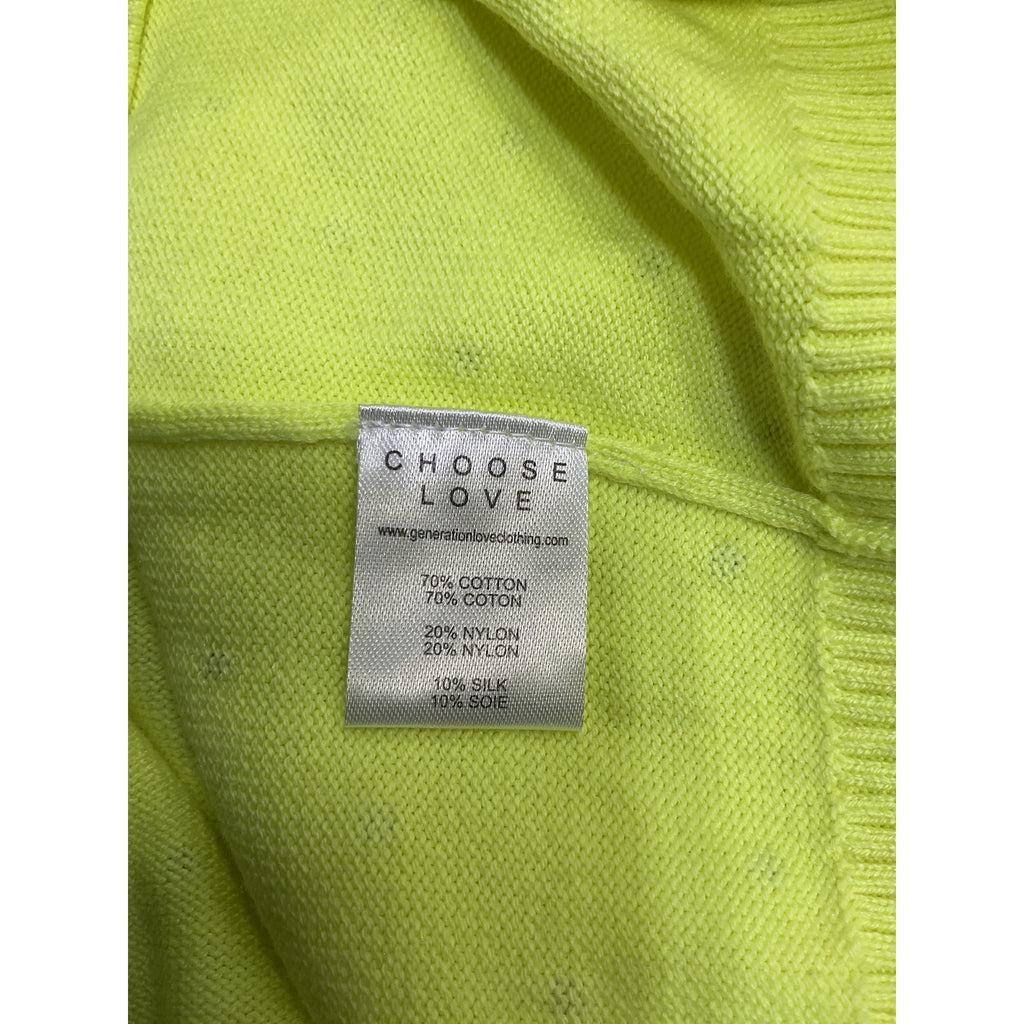 CHOOSE
LOVE
www.generationloveclothing.com
70% COTTON
70% COTON
20% NYLON
20% NYLON
10% SILK
10% SOIE